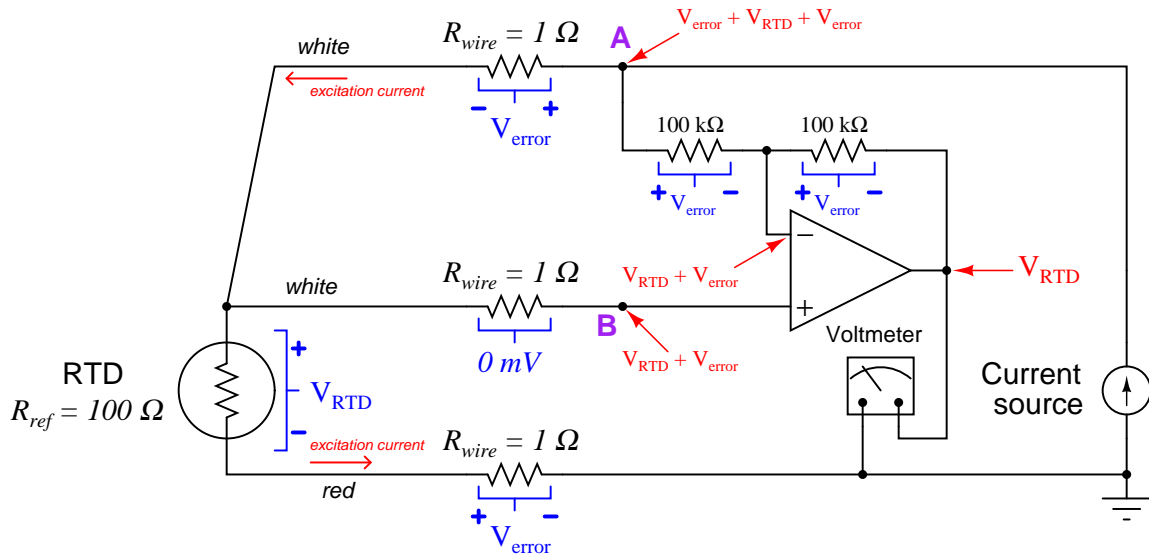 V_error + V_RTD + V_error
R_wire = 1 Ω
A
white
excitation current
− +
V_error
100 kΩ
100 kΩ
+ −
V_error
+ −
V_error
−
V_RTD + V_error
V_RTD
white
R_wire = 1 Ω
B
+
0 mV
V_RTD + V_error
Voltmeter
RTD
R_ref = 100 Ω
+
V_RTD
−
Current
source
excitation current
red
R_wire = 1 Ω
+ −
V_error